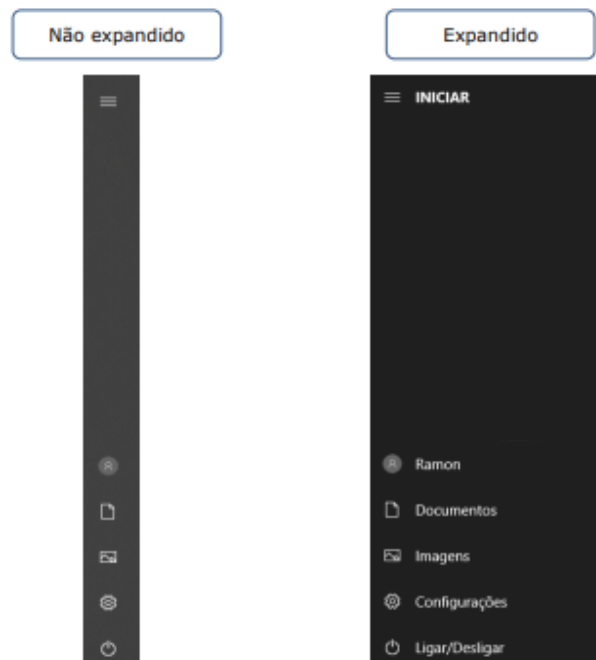 Não expandido
Expandido
INICIAR
Ramon
Documentos
Imagens
Configurações
Ligar/Desligar